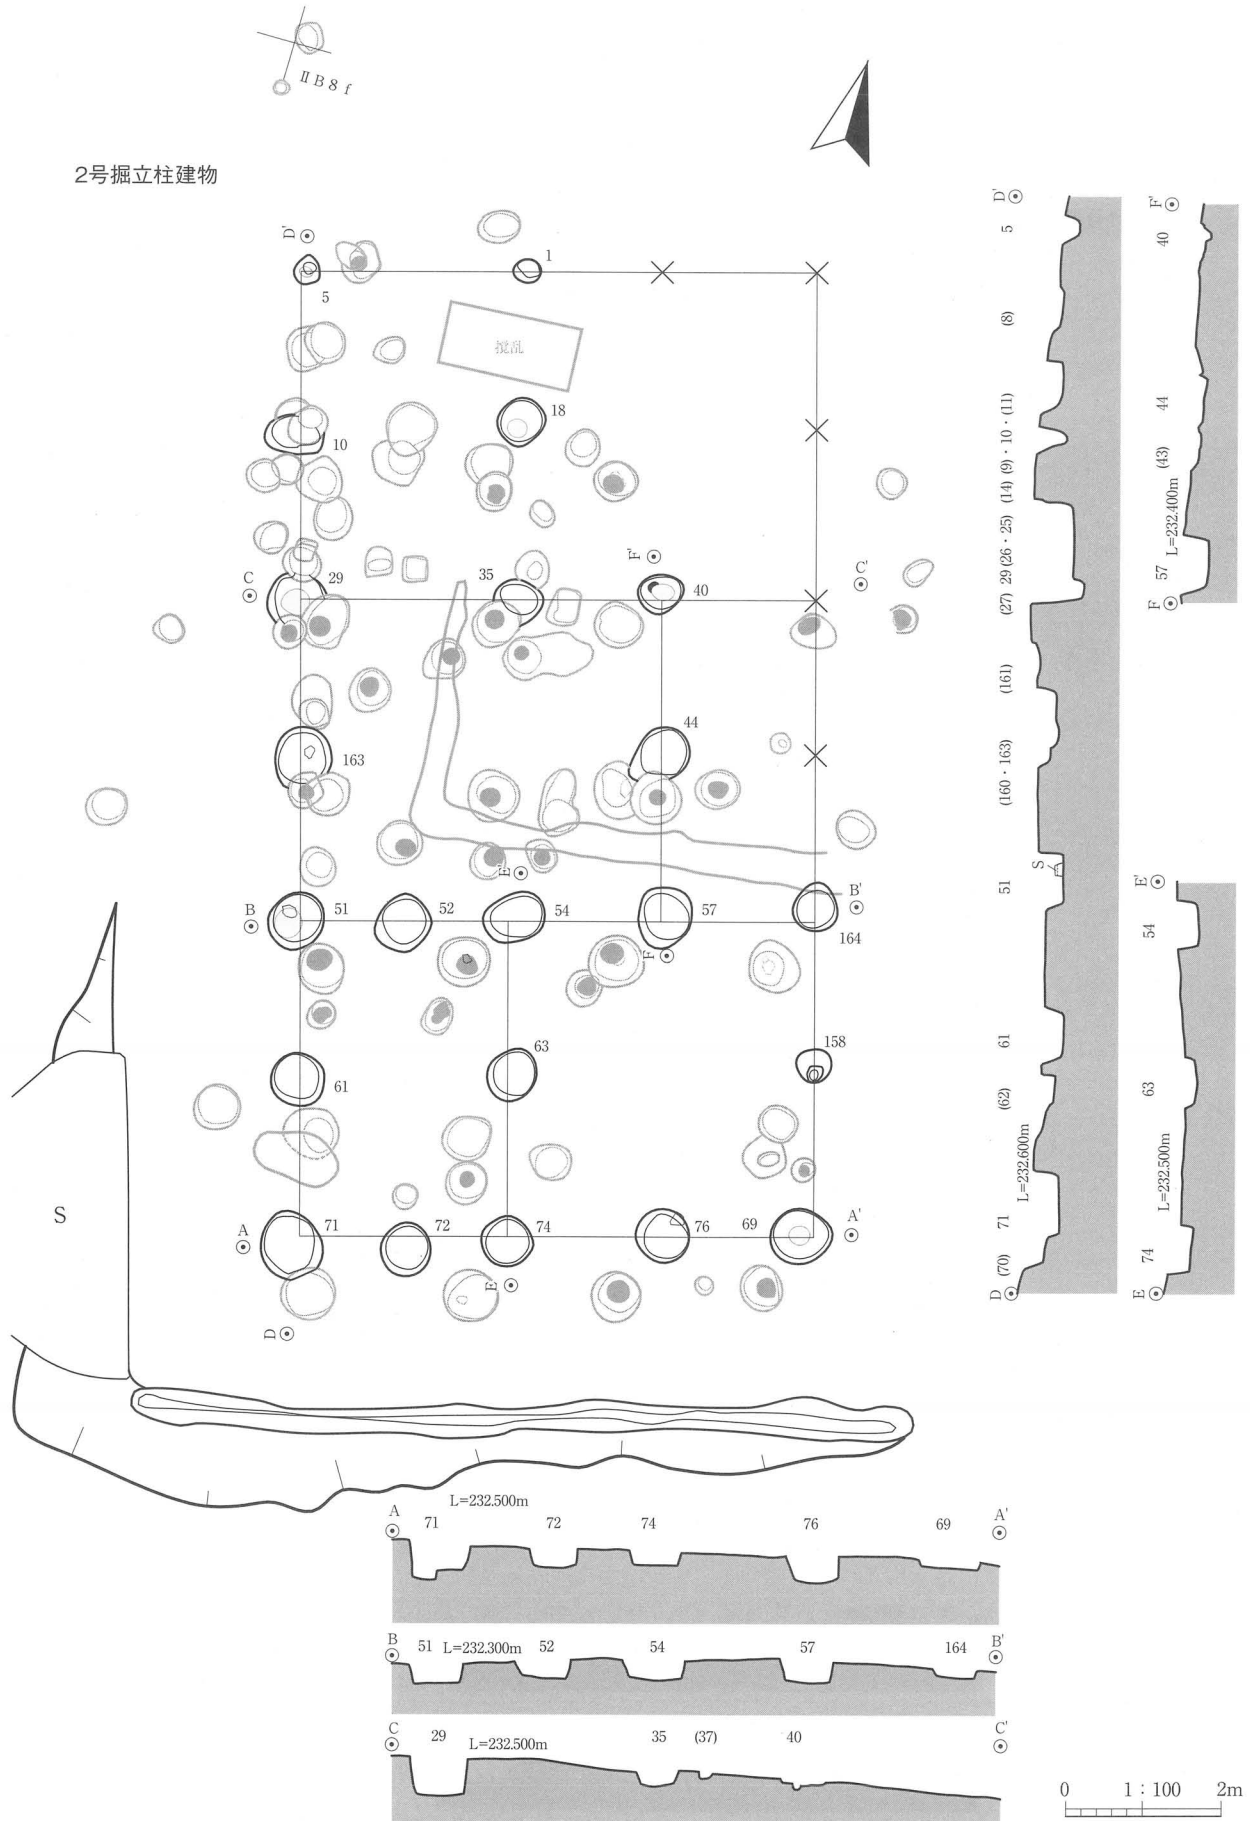 ⅡB8f
2号掘立柱建物
D'
5
1
撹乱
10
18
29
35
40
F'
C
C'
163
44
E'
B
51
52
54
57
B'
164
F
61
63
158
S
A
71
72
74
76
69
A'
E
D
D'
5
(8)
(14) (9)・10・(11)
(27) 29 (26・25)
(161)
(160・163)
S
51
61
(62)
L=232.600m
71
(70)
D
F'
40
44
(43)
L=232.400m
57
F
E'
54
63
L=232.500m
74
E
L=232.500m
A 71 72 74 76 69 A'
B 51 L=232.300m 52 54 57 164 B'
C 29 L=232.500m 35 (37) 40 C'
0 1:100 2m